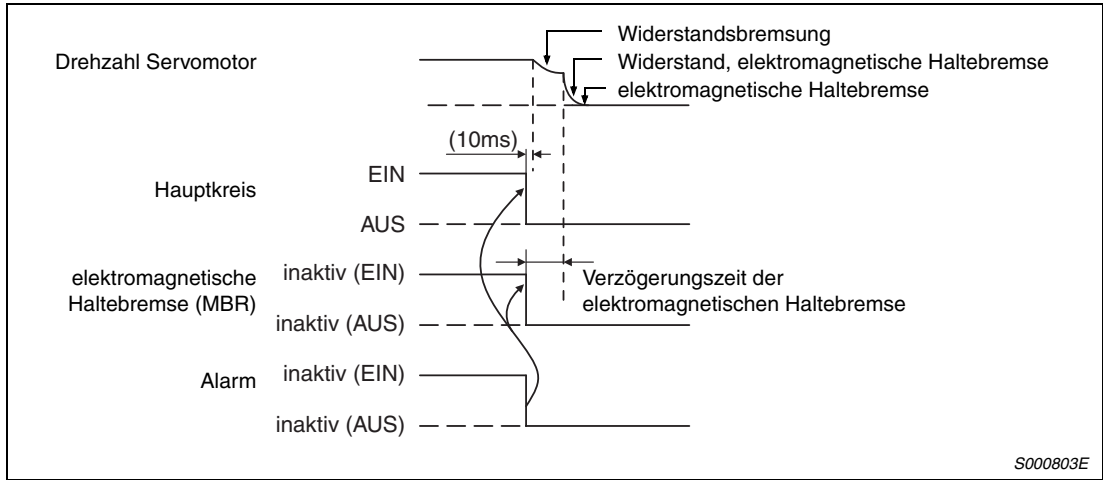 Widerstandsbremsung
Drehzahl Servomotor
Widerstand, elektromagnetische Haltebremse
elektromagnetische Haltebremse
(10ms)
EIN
Hauptkreis
AUS
elektromagnetische
Haltebremse (MBR)
inaktiv (EIN)
Verzögerungszeit der
elektromagnetischen Haltebremse
inaktiv (AUS)
Alarm
inaktiv (EIN)
inaktiv (AUS)
S000803E